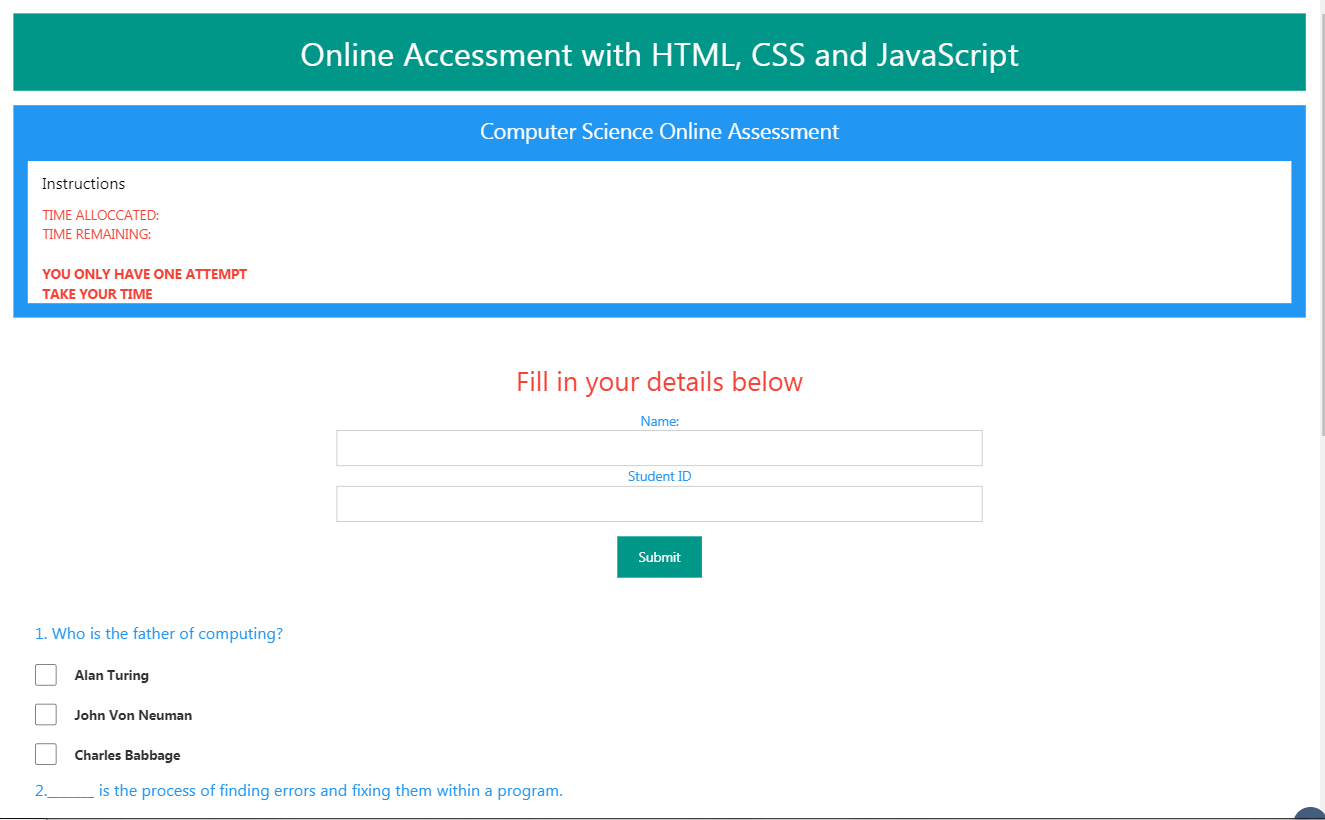 Online Accessment with HTML, CSS and JavaScript
Computer Science Online Assessment
Instructions
TIME ALLOCCATED:
TIME REMAINING:
YOU ONLY HAVE ONE ATTEMPT
TAKE YOUR TIME
Fill in your details below
Name:
Student ID
Submit
1. Who is the father of computing?
Alan Turing
John Von Neuman
Charles Babbage
2.______ is the process of finding errors and fixing them within a program.